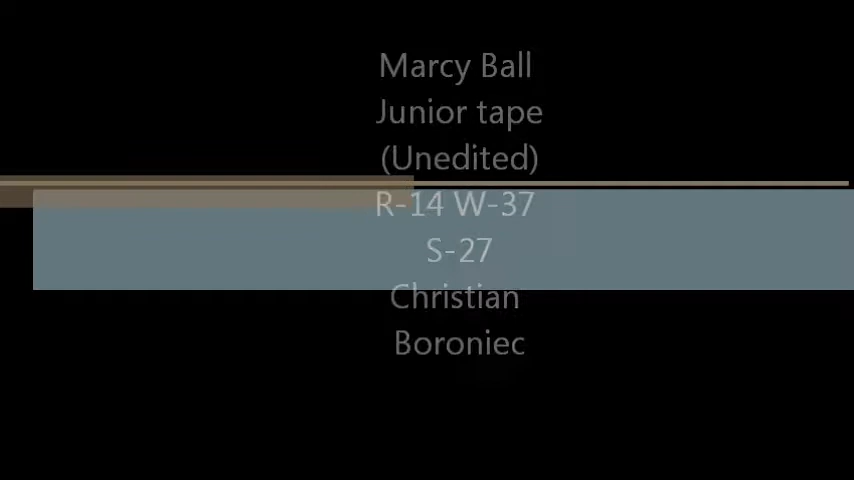 Marcy Ball
Junior tape
(Unedited)
R-14 W-37
S-27
Christian
Boroniec